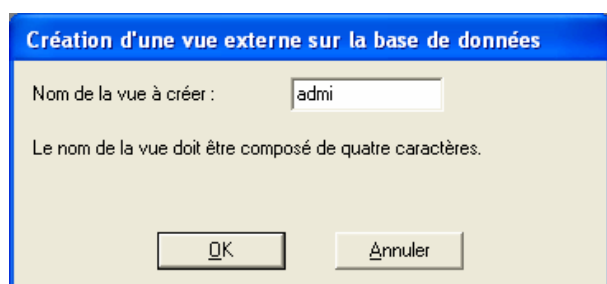 Création d'une vue externe sur la base de données
Nom de la vue à créer : admi
Le nom de la vue doit être composé de quatre caractères.
OK Annuler